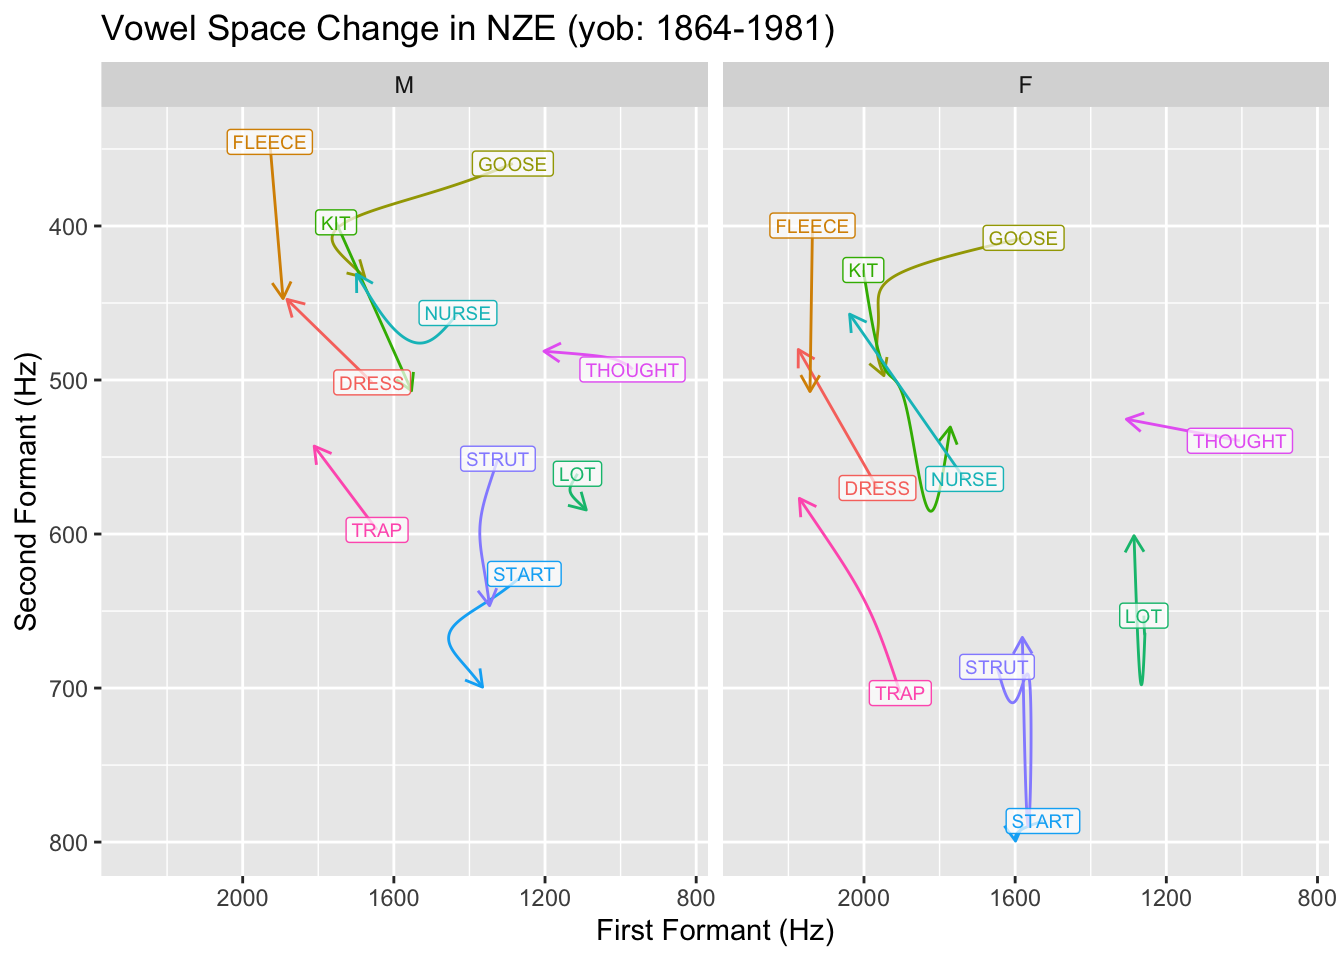 Vowel Space Change in NZE (yob: 1864-1981)
M
F
FLEECE
GOOSE
KIT
NURSE
DRESS
THOUGHT
TRAP
STRUT
LOT
START
FLEECE
GOOSE
KIT
NURSE
DRESS
THOUGHT
TRAP
STRUT
LOT
START
400
500
600
700
800
Second Formant (Hz)
2000 1600 1200 800
2000 1600 1200 800
First Formant (Hz)